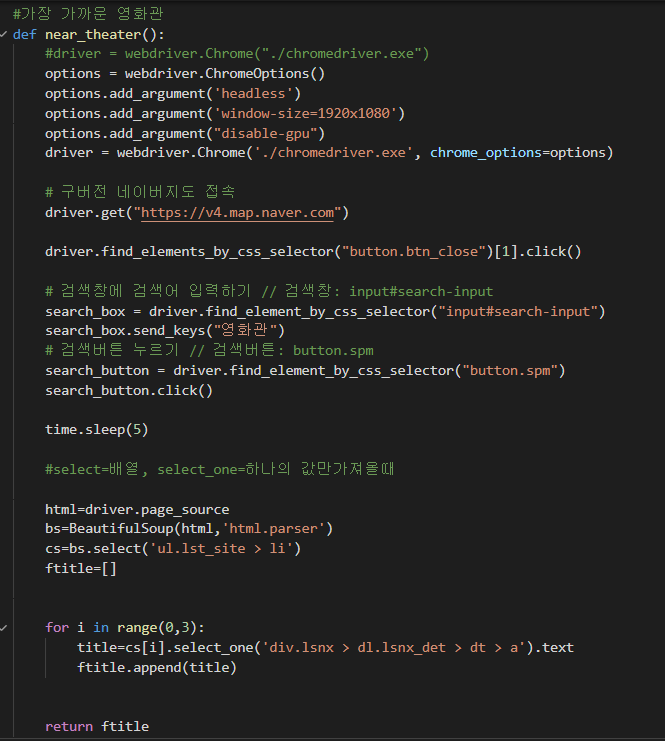 #가장 가까운 영화관
def near_theater():
    #driver = webdriver.Chrome("./chromedriver.exe")
    options = webdriver.ChromeOptions()
    options.add_argument('headless')
    options.add_argument('window-size=1920x1080')
    options.add_argument("disable-gpu")
    driver = webdriver.Chrome('./chromedriver.exe', chrome_options=options)
    # 구버전 네이버지도 접속
    driver.get("https://v4.map.naver.com")
    driver.find_elements_by_css_selector("button.btn_close")[1].click()
    # 검색창에 검색어 입력하기 // 검색창: input#search-input
    search_box = driver.find_element_by_css_selector("input#search-input")
    search_box.send_keys("영화관")
    # 검색버튼 누르기 // 검색버튼: button.spm
    search_button = driver.find_element_by_css_selector("button.spm")
    search_button.click()
    time.sleep(5)
    #select=배열, select_one=하나의 값만가져올때
    html=driver.page_source
    bs=BeautifulSoup(html,'html.parser')
    cs=bs.select('ul.lst_site > li')
    ftitle=[]
    for i in range(0,3):
        title=cs[i].select_one('div.lsnx > dl.lsnx_det > dt > a').text
        ftitle.append(title)
    return ftitle